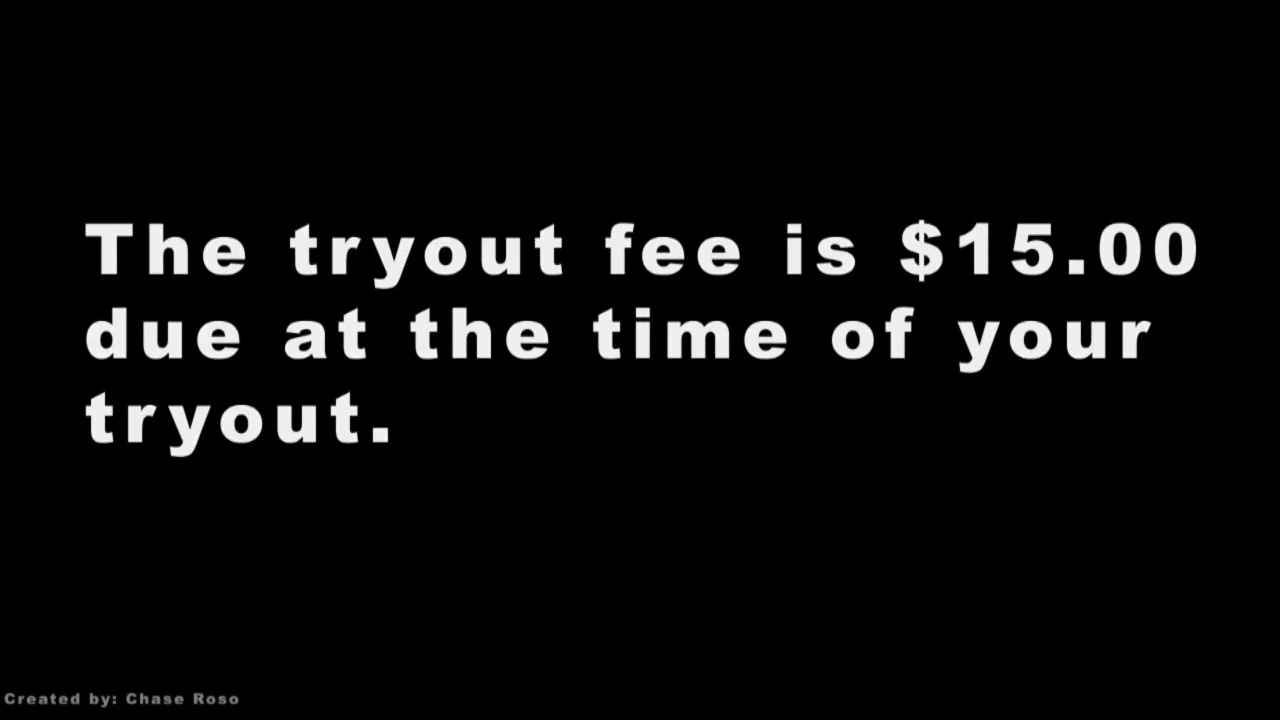 The tryout fee is $15.00
due at the time of your
tryout.
Created by: Chase Roso